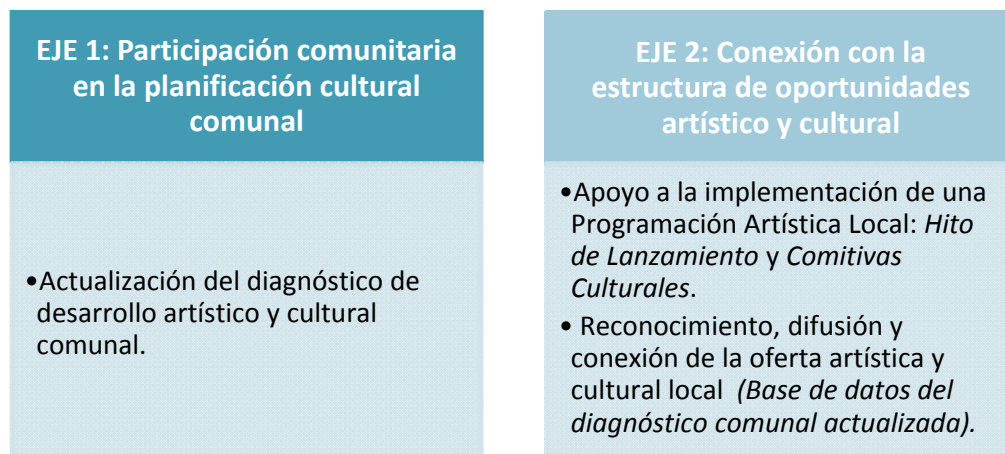 EJE 1: Participación comunitaria
en la planificación cultural
comunal
•Actualización del diagnóstico de
desarrollo artístico y cultural
comunal.
EJE 2: Conexión con la
estructura de oportunidades
artístico y cultural
•Apoyo a la implementación de una
Programación Artística Local: Hito
de Lanzamiento y Comitivas
Culturales.
• Reconocimiento, difusión y
conexión de la oferta artística y
cultural local (Base de datos del
diagnóstico comunal actualizada).